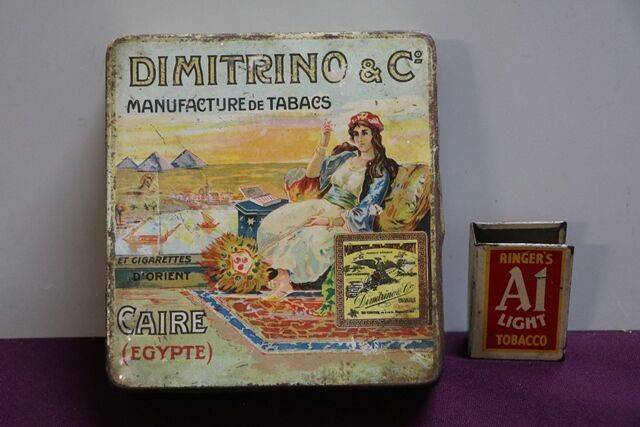 DIMITRINO & Cº
MANUFACTURE DE TABACS
ET CIGARETTES
D'ORIENT
Dimitrino & Co
CAIRE
(EGYPTE)
RINGER'S
A1
LIGHT
TOBACCO